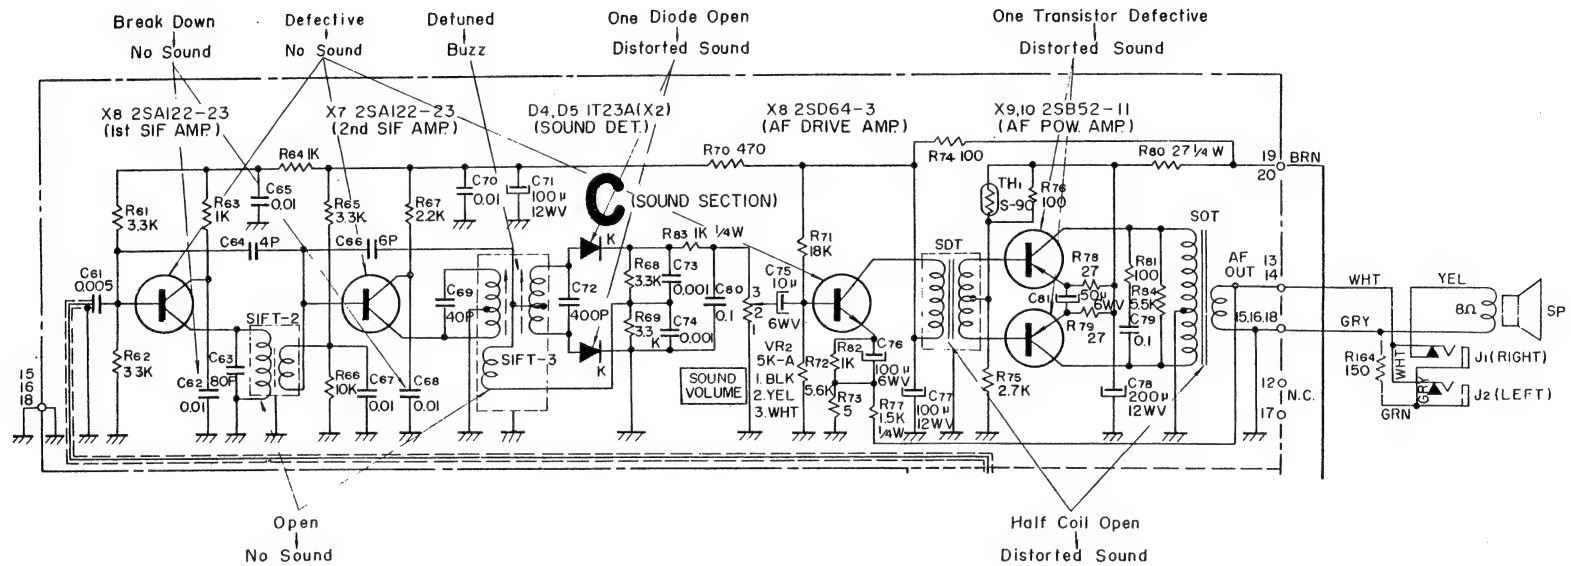 Break Down
No Sound
Defective
No Sound
Detuned
Buzz
One Diode Open
Distorted Sound
One Transistor Defective
Distorted Sound
X8 2SA122-23
(1st SIF AMP.)
X7 2SA122-23
(2nd SIF AMP.)
D4, D5 1T23A(X2)
(SOUND DET.)
X8 2SD64-3
(AF DRIVE AMP.)
X9,10 2SB52-11
(AF POW. AMP.)
R64 1K
R70 470
R74 100
R80 27 1/4 W
19
20
BRN
C65
0.01
C70
0.01
C71
100μ
12WV
C (SOUND SECTION)
TH1
S-90
R76
100
SOT
R61
3.3K
R63
1K
R65
3.3K
R67
2.2K
C64 4P
C66 6P
R83 1K 1/4W
R71
18K
SDT
R78
27
R81
100
AF
OUT
13
14
WHT
YEL
C61
0.005
C69
40P
C72
400P
K
R68
3.3K
C73
0.001
C80
0.1
C75
10μ
6WV
C81
50μ
6WV
R84
5.5K
C79
0.1
R79
27
15.16.18
GRY
8Ω
SP
SIFT-2
SIFT-3
R69
3.3
K
C74
0.001
K
3
2
1
VR2
5K-A
1. BLK
2. YEL
3. WHT
SOUND
VOLUME
R62
3.3K
C63
80P
C62
0.01
R66
10K
C67
0.01
C68
0.01
R72
5.6K
R82
1K
C76
100μ
6WV
R73
5
R77
1.5K
1/4W
C77
100μ
12WV
R75
2.7K
C78
200μ
12WV
12
N.C.
17
R164
150
WHT
GRY
GRN
J1 (RIGHT)
J2 (LEFT)
15
16
18
Open
No Sound
Half Coil Open
Distorted Sound